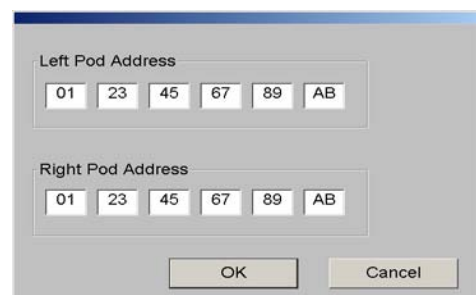 Left Pod Address
01 23 45 67 89 AB
Right Pod Address
01 23 45 67 89 AB
OK Cancel